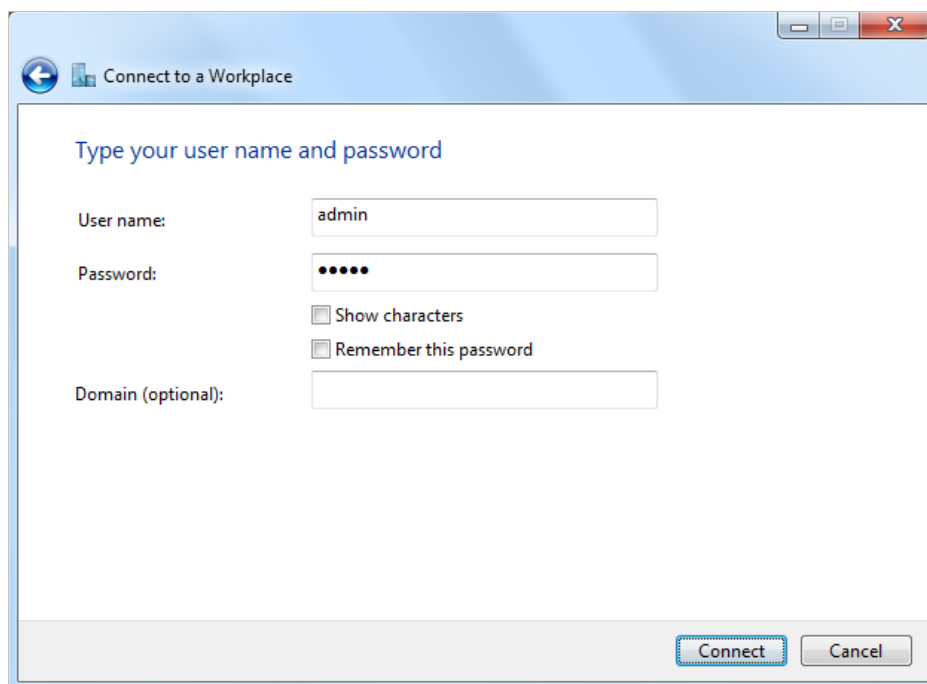 Connect to a Workplace
Type your user name and password
User name: admin
Password: •••••
Show characters
Remember this password
Domain (optional):
Connect Cancel